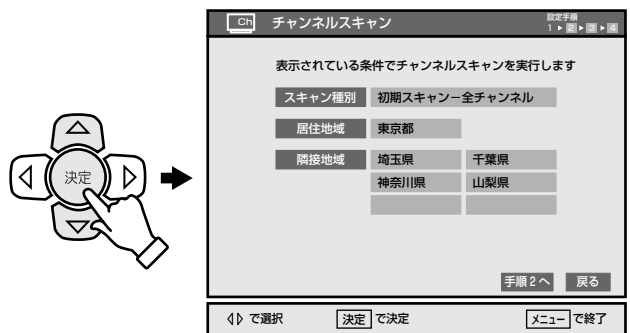 Ch チャンネルスキャン
設定手順
1 ▶ 2 ▶ 3 ▶ 4
表示されている条件でチャンネルスキャンを実行します
スキャン種別 初期スキャンー全チャンネル
居住地域 東京都
隣接地域 埼玉県 千葉県
神奈川県 山梨県
決定
手順2へ 戻る
で選択 決定 で決定 メニュー で終了